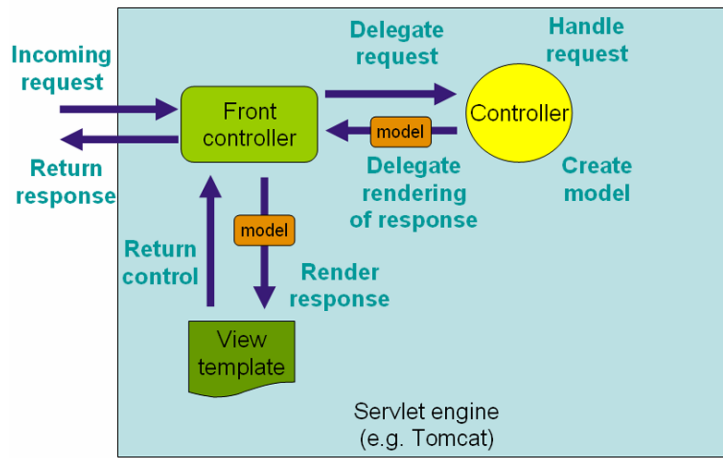 Incoming
request
Return
response
Front
controller
Delegate
request
Handle
request
Controller
model
Delegate
rendering
of response
Create
model
model
Return
control
Render
response
View
template
Servlet engine
(e.g. Tomcat)